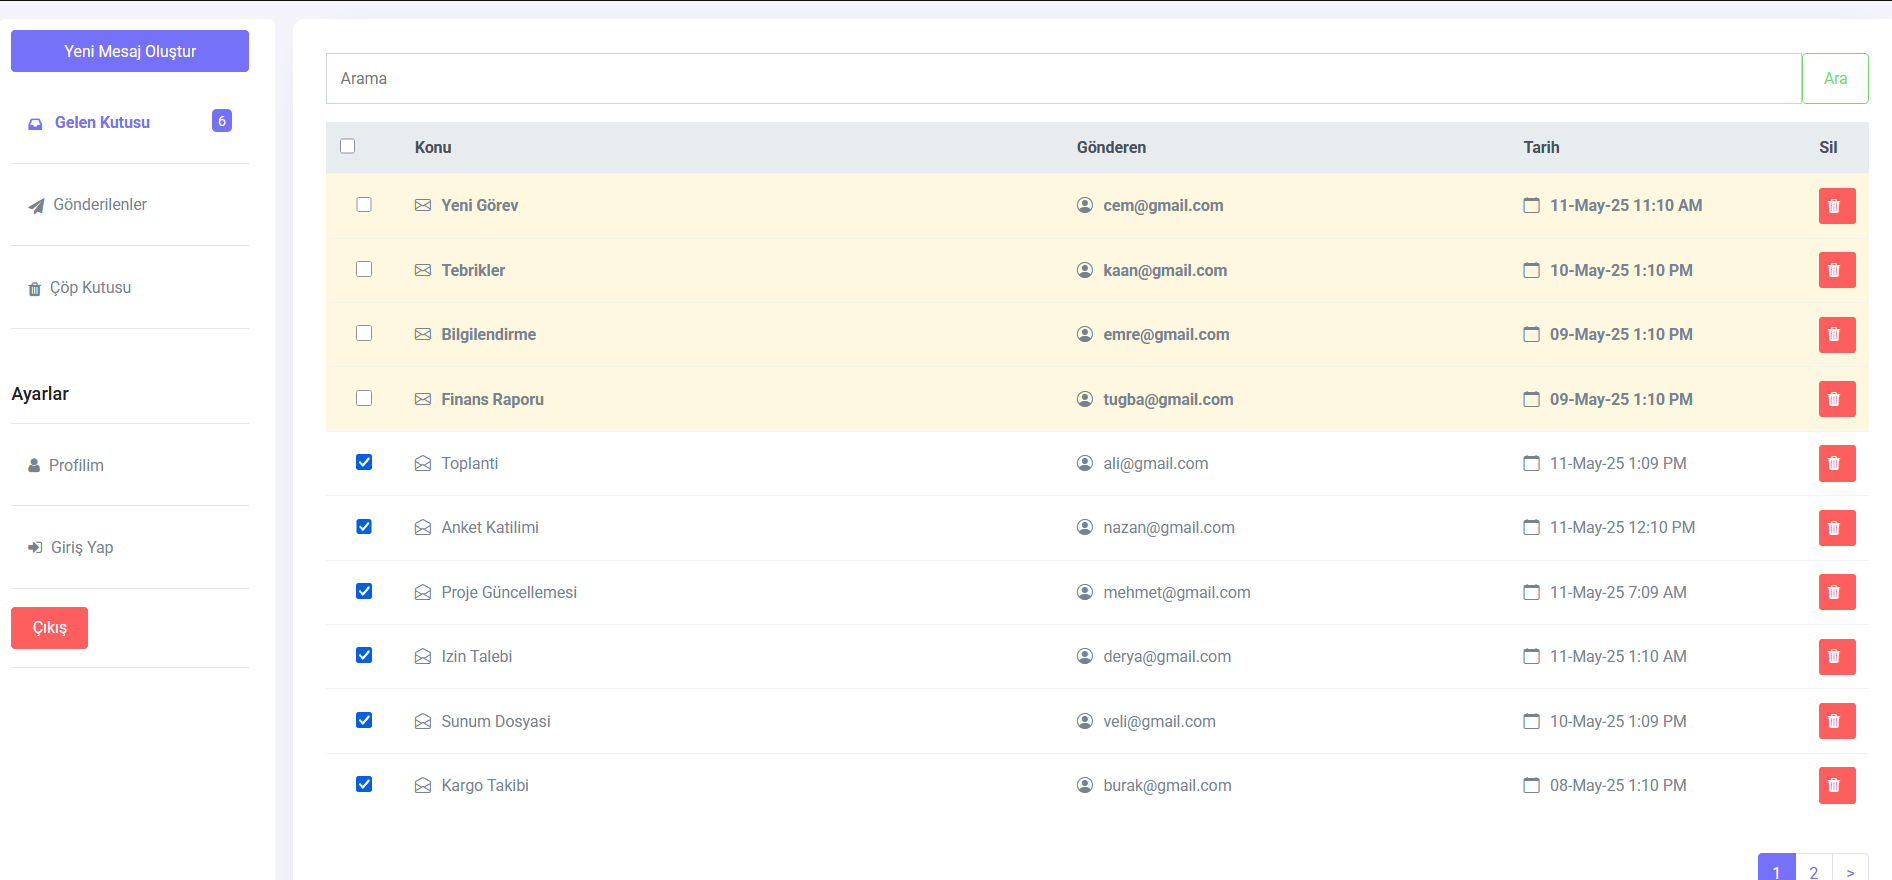 Yeni Mesaj Oluştur
Gelen Kutusu 6
Gönderilenler
Çöp Kutusu
Ayarlar
Profilim
Giriş Yap
Çıkış
Arama Ara
Konu Gönderen Tarih Sil
Yeni Görev cem@gmail.com 11-May-25 11:10 AM
Tebrikler kaan@gmail.com 10-May-25 1:10 PM
Bilgilendirme emre@gmail.com 09-May-25 1:10 PM
Finans Raporu tugba@gmail.com 09-May-25 1:10 PM
Toplanti ali@gmail.com 11-May-25 1:09 PM
Anket Katilimi nazan@gmail.com 11-May-25 12:10 PM
Proje Güncellemesi mehmet@gmail.com 11-May-25 7:09 AM
Izin Talebi derya@gmail.com 11-May-25 1:10 AM
Sunum Dosyasi veli@gmail.com 10-May-25 1:09 PM
Kargo Takibi burak@gmail.com 08-May-25 1:10 PM
1 2 >